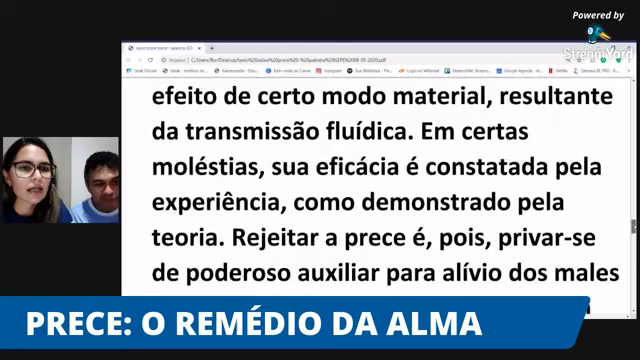 Powered by
StreamYard
efeito de certo modo material, resultante
da transmissão fluídica. Em certas
moléstias, sua eficácia é constatada pela
experiência, como demonstrado pela
teoria. Rejeitar a prece é, pois, privar-se
de poderoso auxiliar para alívio dos males
PRECE: O REMÉDIO DA ALMA